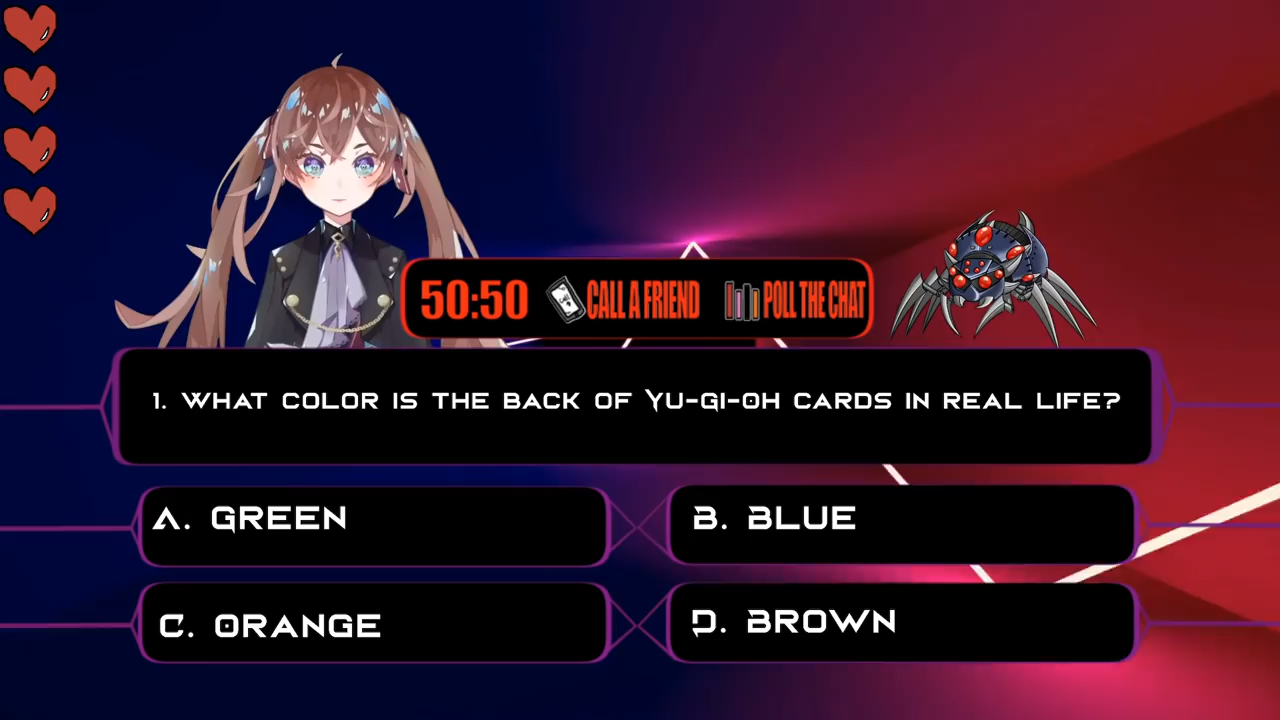 50:50 CALL A FRIEND POLL THE CHAT
1. WHAT COLOR IS THE BACK OF YU-GI-OH CARDS IN REAL LIFE?
A. GREEN
B. BLUE
C. ORANGE
D. BROWN